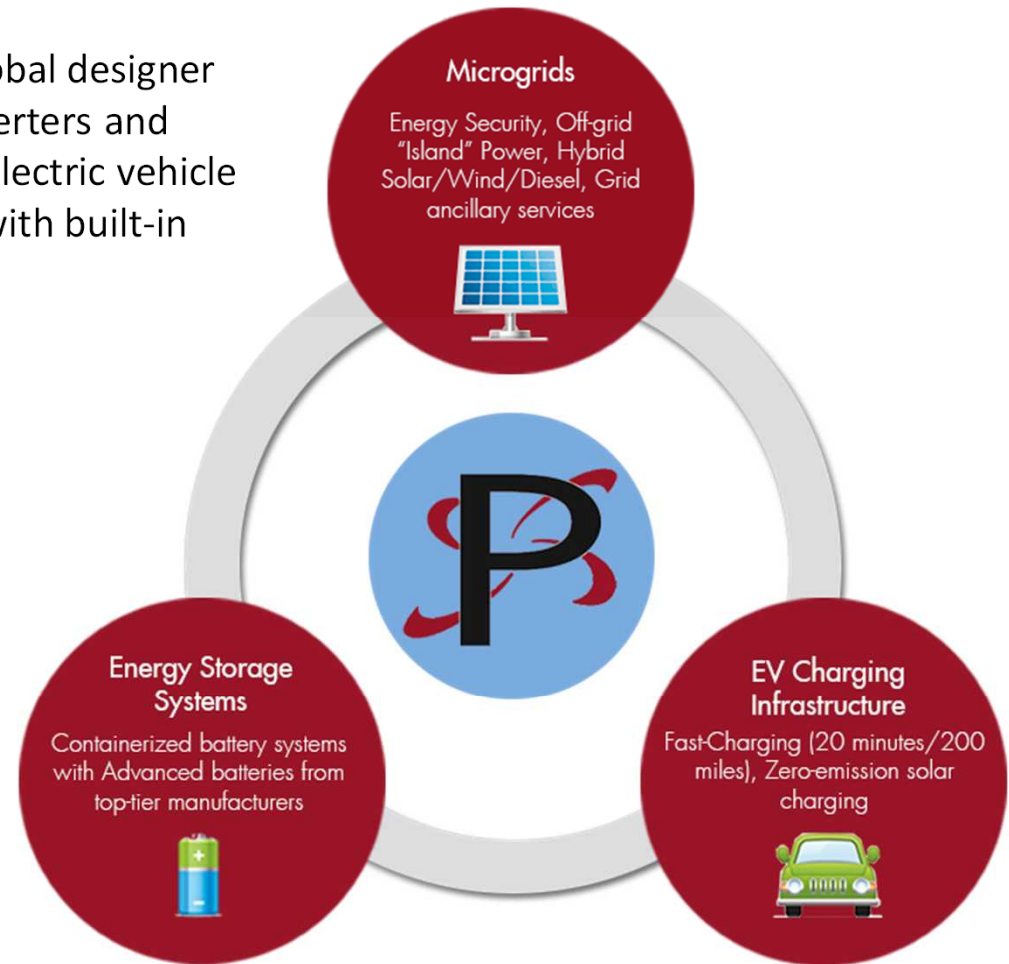 obal designer
erters and
lectric vehicle
with built-in
Microgrids
Energy Security, Off-grid
"Island" Power, Hybrid
Solar/Wind/Diesel, Grid
ancillary services
P
Energy Storage
Systems
Containerized battery systems
with Advanced batteries from
top-tier manufacturers
EV Charging
Infrastructure
Fast-Charging (20 minutes/200
miles), Zero-emission solar
charging